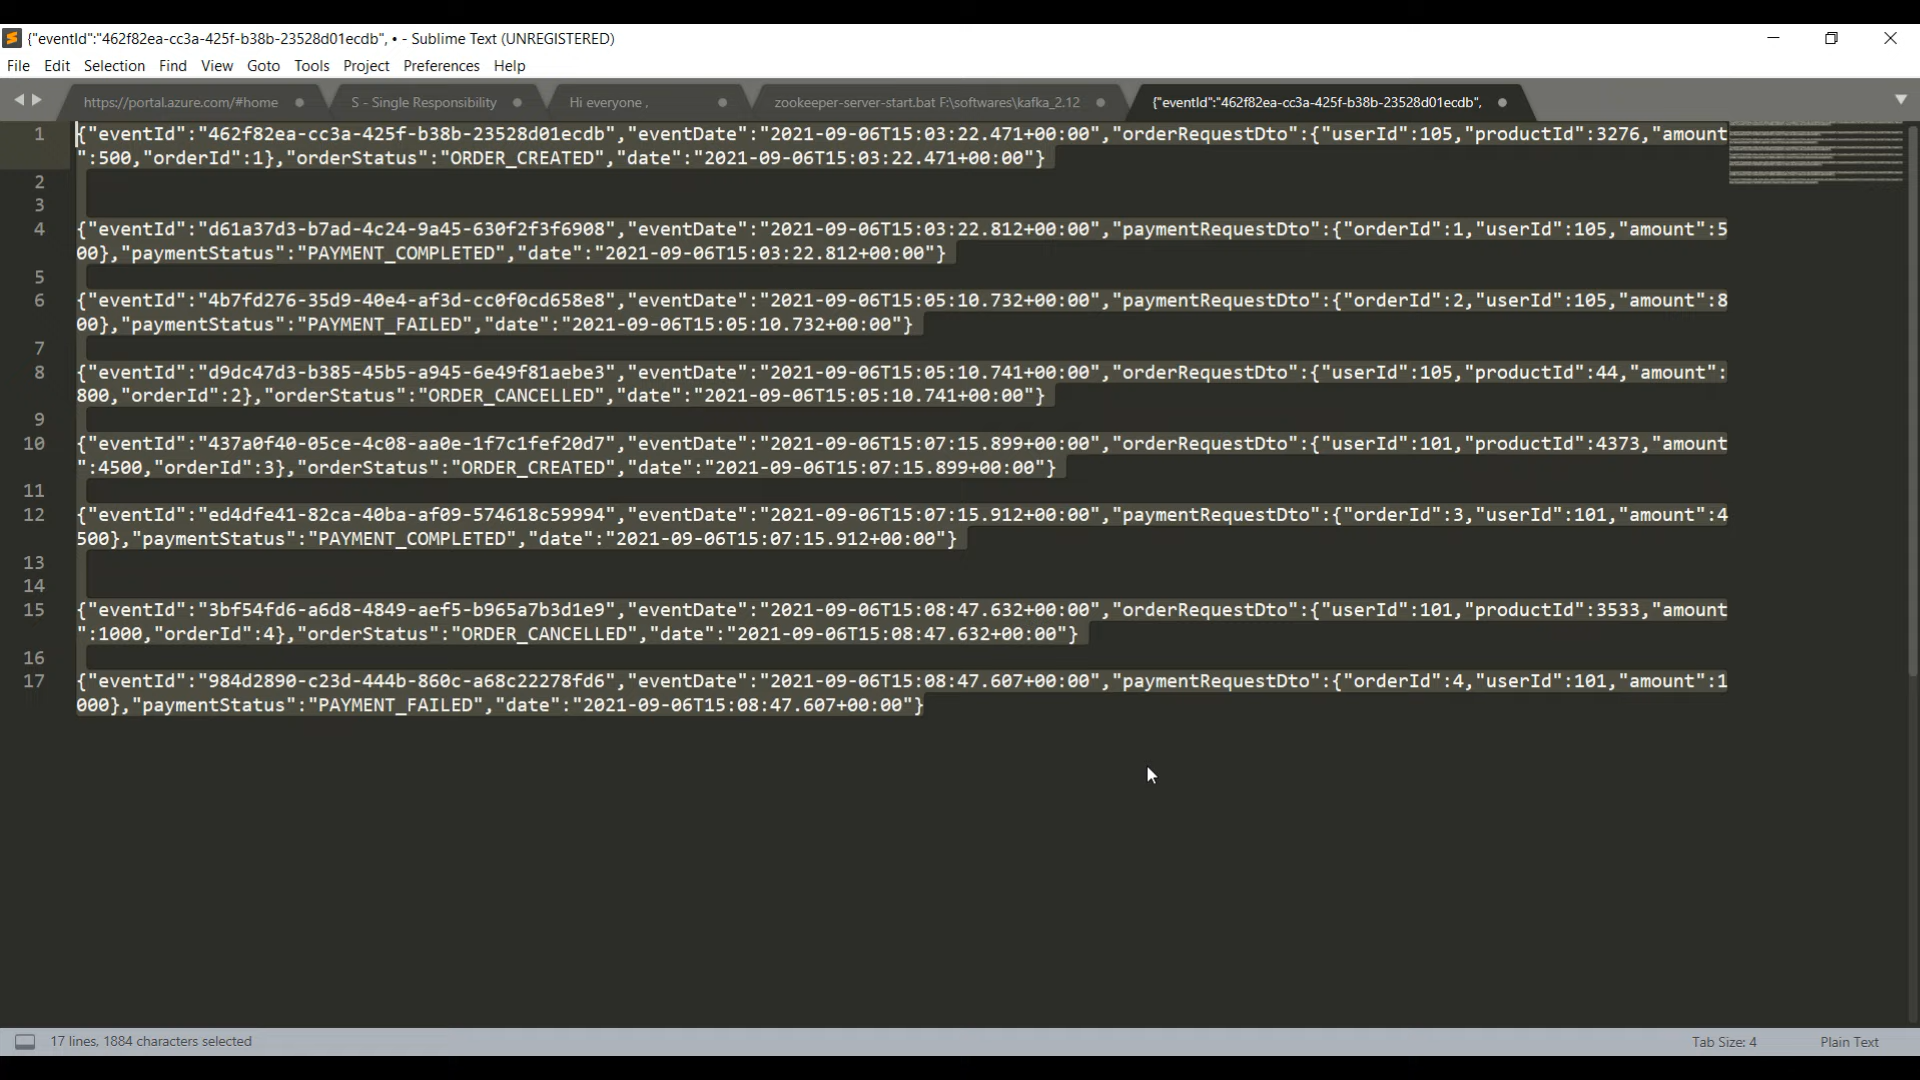 {"eventId":"462f82ea-cc3a-425f-b38b-23528d01ecdb", • - Sublime Text (UNREGISTERED)
File Edit Selection Find View Goto Tools Project Preferences Help
https://portal.azure.com/#home S - Single Responsibility Hi everyone , zookeeper-server-start.bat F:\softwares\kafka_2.12 {"eventId":"462f82ea-cc3a-425f-b38b-23528d01ecdb",
1 {"eventId":"462f82ea-cc3a-425f-b38b-23528d01ecdb","eventDate":"2021-09-06T15:03:22.471+00:00","orderRequestDto":{"userId":105,"productId":3276,"amount
":500,"orderId":1},"orderStatus":"ORDER_CREATED","date":"2021-09-06T15:03:22.471+00:00"}
2
3
4 {"eventId":"d61a37d3-b7ad-4c24-9a45-630f2f3f6908","eventDate":"2021-09-06T15:03:22.812+00:00","paymentRequestDto":{"orderId":1,"userId":105,"amount":5
00},"paymentStatus":"PAYMENT_COMPLETED","date":"2021-09-06T15:03:22.812+00:00"}
5
6 {"eventId":"4b7fd276-35d9-40e4-af3d-cc0f0cd658e8","eventDate":"2021-09-06T15:05:10.732+00:00","paymentRequestDto":{"orderId":2,"userId":105,"amount":8
00},"paymentStatus":"PAYMENT_FAILED","date":"2021-09-06T15:05:10.732+00:00"}
7
8 {"eventId":"d9dc47d3-b385-45b5-a945-6e49f81aebe3","eventDate":"2021-09-06T15:05:10.741+00:00","orderRequestDto":{"userId":105,"productId":44,"amount":
800,"orderId":2},"orderStatus":"ORDER_CANCELLED","date":"2021-09-06T15:05:10.741+00:00"}
9
10 {"eventId":"437a0f40-05ce-4c08-aa0e-1f7c1fef20d7","eventDate":"2021-09-06T15:07:15.899+00:00","orderRequestDto":{"userId":101,"productId":4373,"amount
":4500,"orderId":3},"orderStatus":"ORDER_CREATED","date":"2021-09-06T15:07:15.899+00:00"}
11
12 {"eventId":"ed4dfe41-82ca-40ba-af09-574618c59994","eventDate":"2021-09-06T15:07:15.912+00:00","paymentRequestDto":{"orderId":3,"userId":101,"amount":4
500},"paymentStatus":"PAYMENT_COMPLETED","date":"2021-09-06T15:07:15.912+00:00"}
13
14
15 {"eventId":"3bf54fd6-a6d8-4849-aef5-b965a7b3d1e9","eventDate":"2021-09-06T15:08:47.632+00:00","orderRequestDto":{"userId":101,"productId":3533,"amount
":1000,"orderId":4},"orderStatus":"ORDER_CANCELLED","date":"2021-09-06T15:08:47.632+00:00"}
16
17 {"eventId":"984d2890-c23d-444b-860c-a68c22278fd6","eventDate":"2021-09-06T15:08:47.607+00:00","paymentRequestDto":{"orderId":4,"userId":101,"amount":1
000},"paymentStatus":"PAYMENT_FAILED","date":"2021-09-06T15:08:47.607+00:00"}
17 lines, 1884 characters selected Tab Size: 4 Plain Text